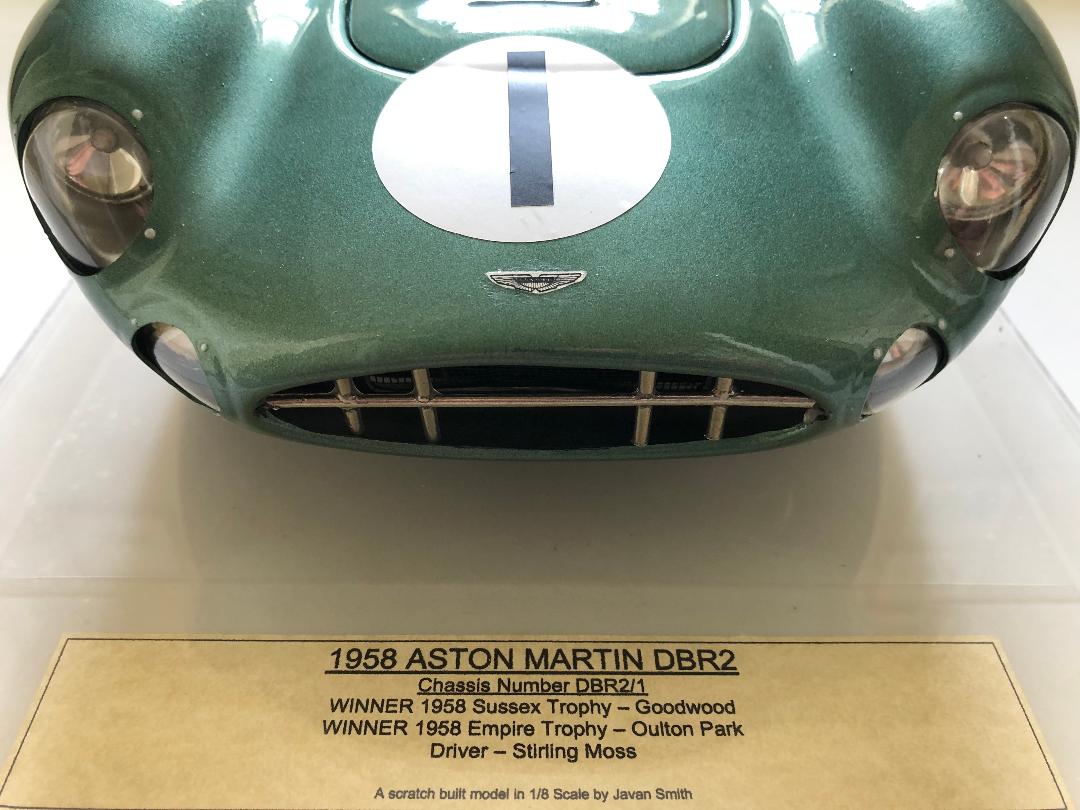 1
1958 ASTON MARTIN DBR2
Chassis Number DBR2/1
WINNER 1958 Sussex Trophy – Goodwood
WINNER 1958 Empire Trophy – Oulton Park
Driver – Stirling Moss
A scratch built model in 1/8 Scale by Javan Smith